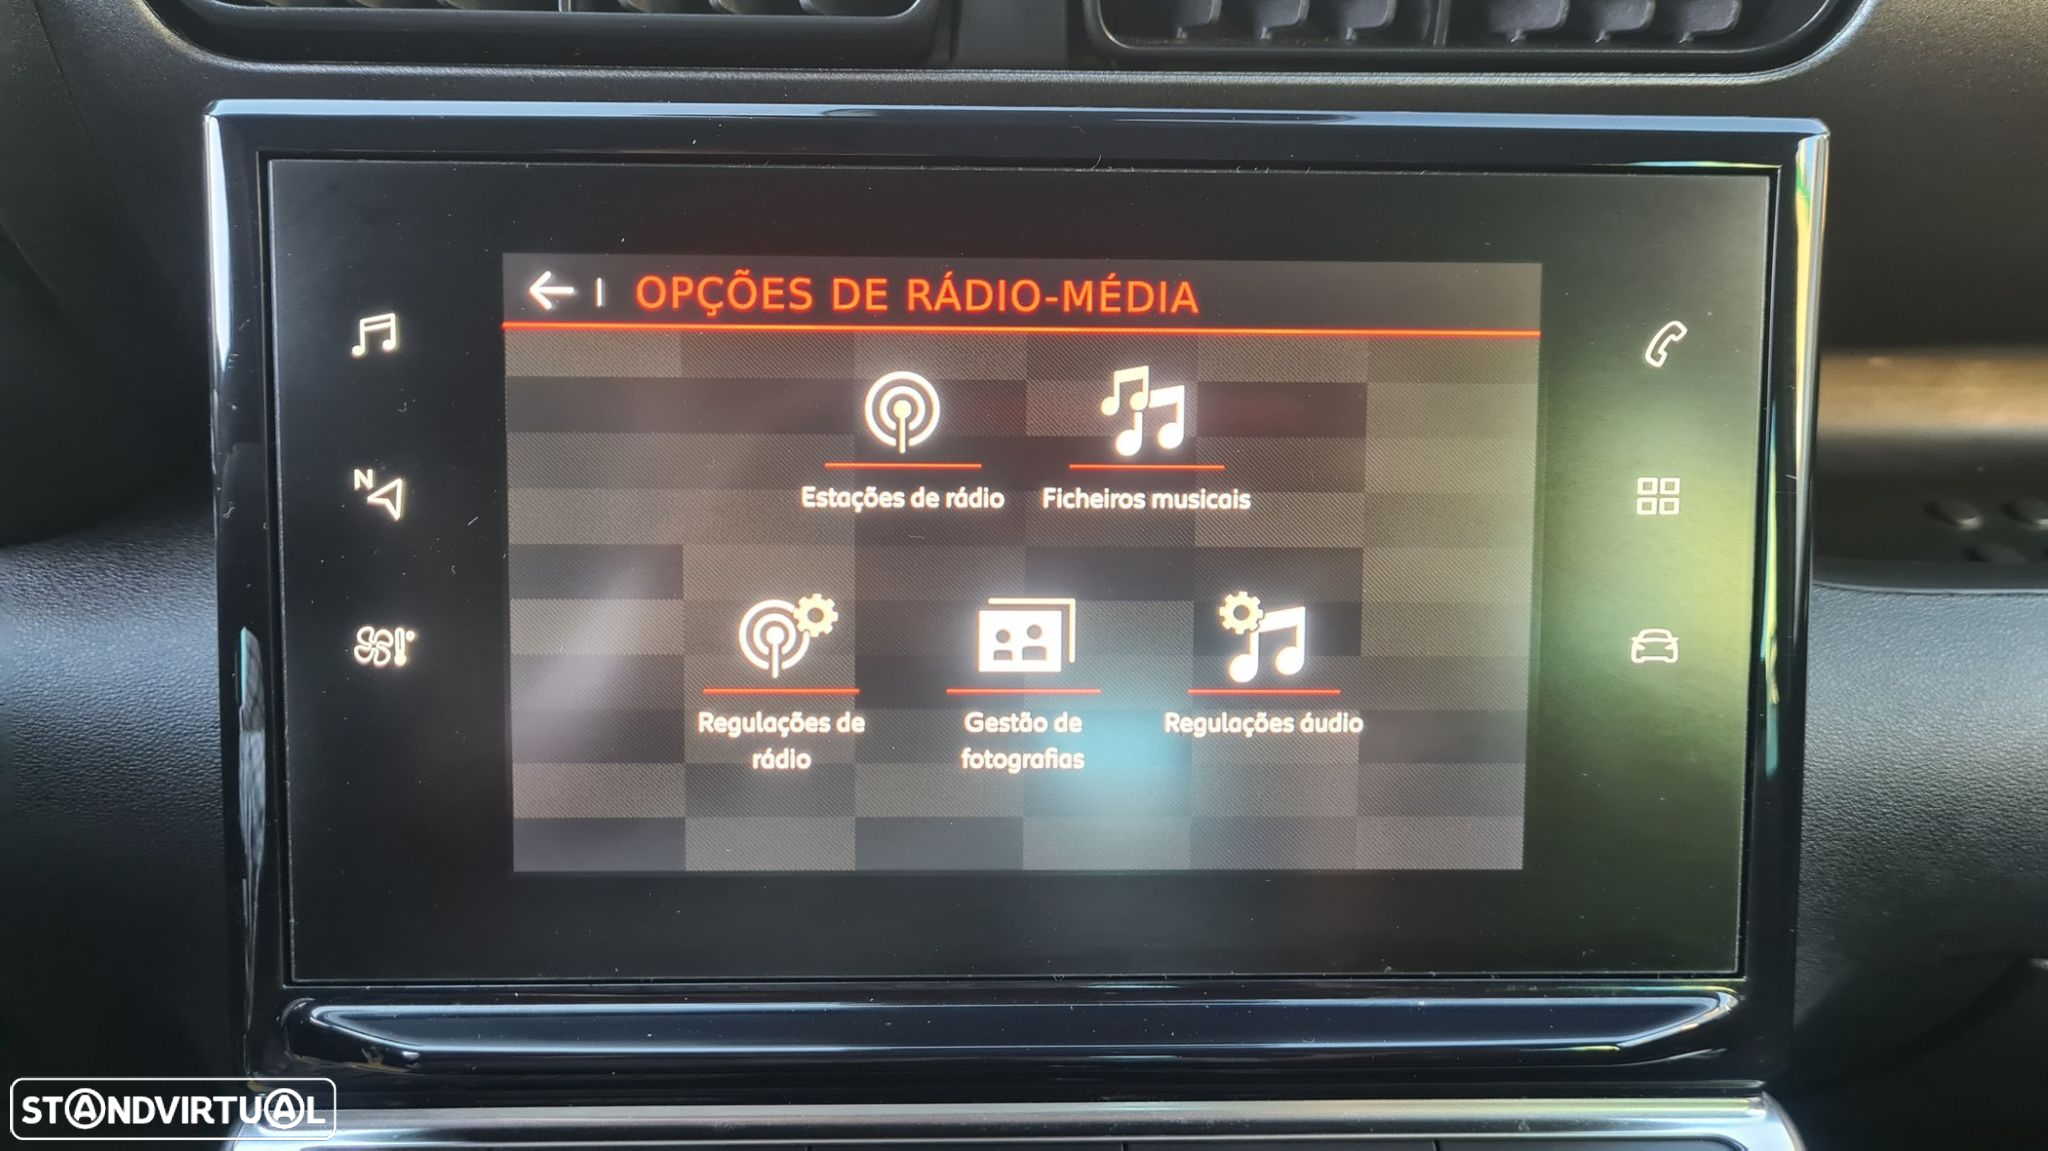 OPÇÕES DE RÁDIO-MÉDIA
Estações de rádio
Ficheiros musicais
N
Regulações de
rádio
Gestão de
fotografias
Regulações áudio
STANDVIRTUAL